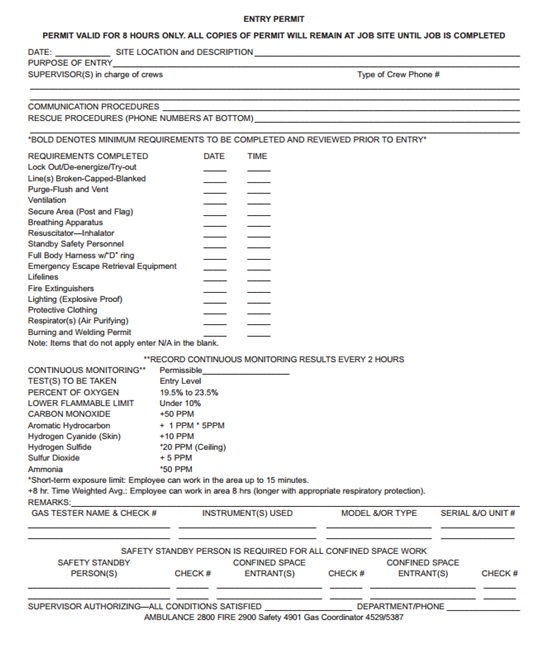 ENTRY PERMIT
PERMIT VALID FOR 8 HOURS ONLY. ALL COPIES OF PERMIT WILL REMAIN AT JOB SITE UNTIL JOB IS COMPLETED
DATE: SITE LOCATION and DESCRIPTION
PURPOSE OF ENTRY
SUPERVISOR(S) in charge of crews Type of Crew Phone #
COMMUNICATION PROCEDURES
RESCUE PROCEDURES (PHONE NUMBERS AT BOTTOM)
*BOLD DENOTES MINIMUM REQUIREMENTS TO BE COMPLETED AND REVIEWED PRIOR TO ENTRY*
REQUIREMENTS COMPLETED DATE TIME
Lock Out/De-energize/Try-out
Line(s) Broken-Capped-Blanked
Purge-Flush and Vent
Ventilation
Secure Area (Post and Flag)
Breathing Apparatus
Resuscitator—Inhalator
Standby Safety Personnel
Full Body Harness w/"D" ring
Emergency Escape Retrieval Equipment
Lifelines
Fire Extinguishers
Lighting (Explosive Proof)
Protective Clothing
Respirator(s) (Air Purifying)
Burning and Welding Permit
Note: Items that do not apply enter N/A in the blank.
**RECORD CONTINUOUS MONITORING RESULTS EVERY 2 HOURS
CONTINUOUS MONITORING** Permissible
TEST(S) TO BE TAKEN Entry Level
PERCENT OF OXYGEN 19.5% to 23.5%
LOWER FLAMMABLE LIMIT Under 10%
CARBON MONOXIDE +50 PPM
Aromatic Hydrocarbon + 1 PPM * 5PPM
Hydrogen Cyanide (Skin) +10 PPM
Hydrogen Sulfide *20 PPM (Ceiling)
Sulfur Dioxide + 5 PPM
Ammonia *50 PPM
*Short-term exposure limit: Employee can work in the area up to 15 minutes.
+8 hr. Time Weighted Avg.: Employee can work in area 8 hrs (longer with appropriate respiratory protection).
REMARKS:
GAS TESTER NAME & CHECK # INSTRUMENT(S) USED MODEL &/OR TYPE SERIAL &/O UNIT #
SAFETY STANDBY PERSON IS REQUIRED FOR ALL CONFINED SPACE WORK
SAFETY STANDBY CONFINED SPACE CONFINED SPACE
PERSON(S) CHECK # ENTRANT(S) CHECK # ENTRANT(S) CHECK #
SUPERVISOR AUTHORIZING—ALL CONDITIONS SATISFIED DEPARTMENT/PHONE
AMBULANCE 2800 FIRE 2900 Safety 4901 Gas Coordinator 4529/5387